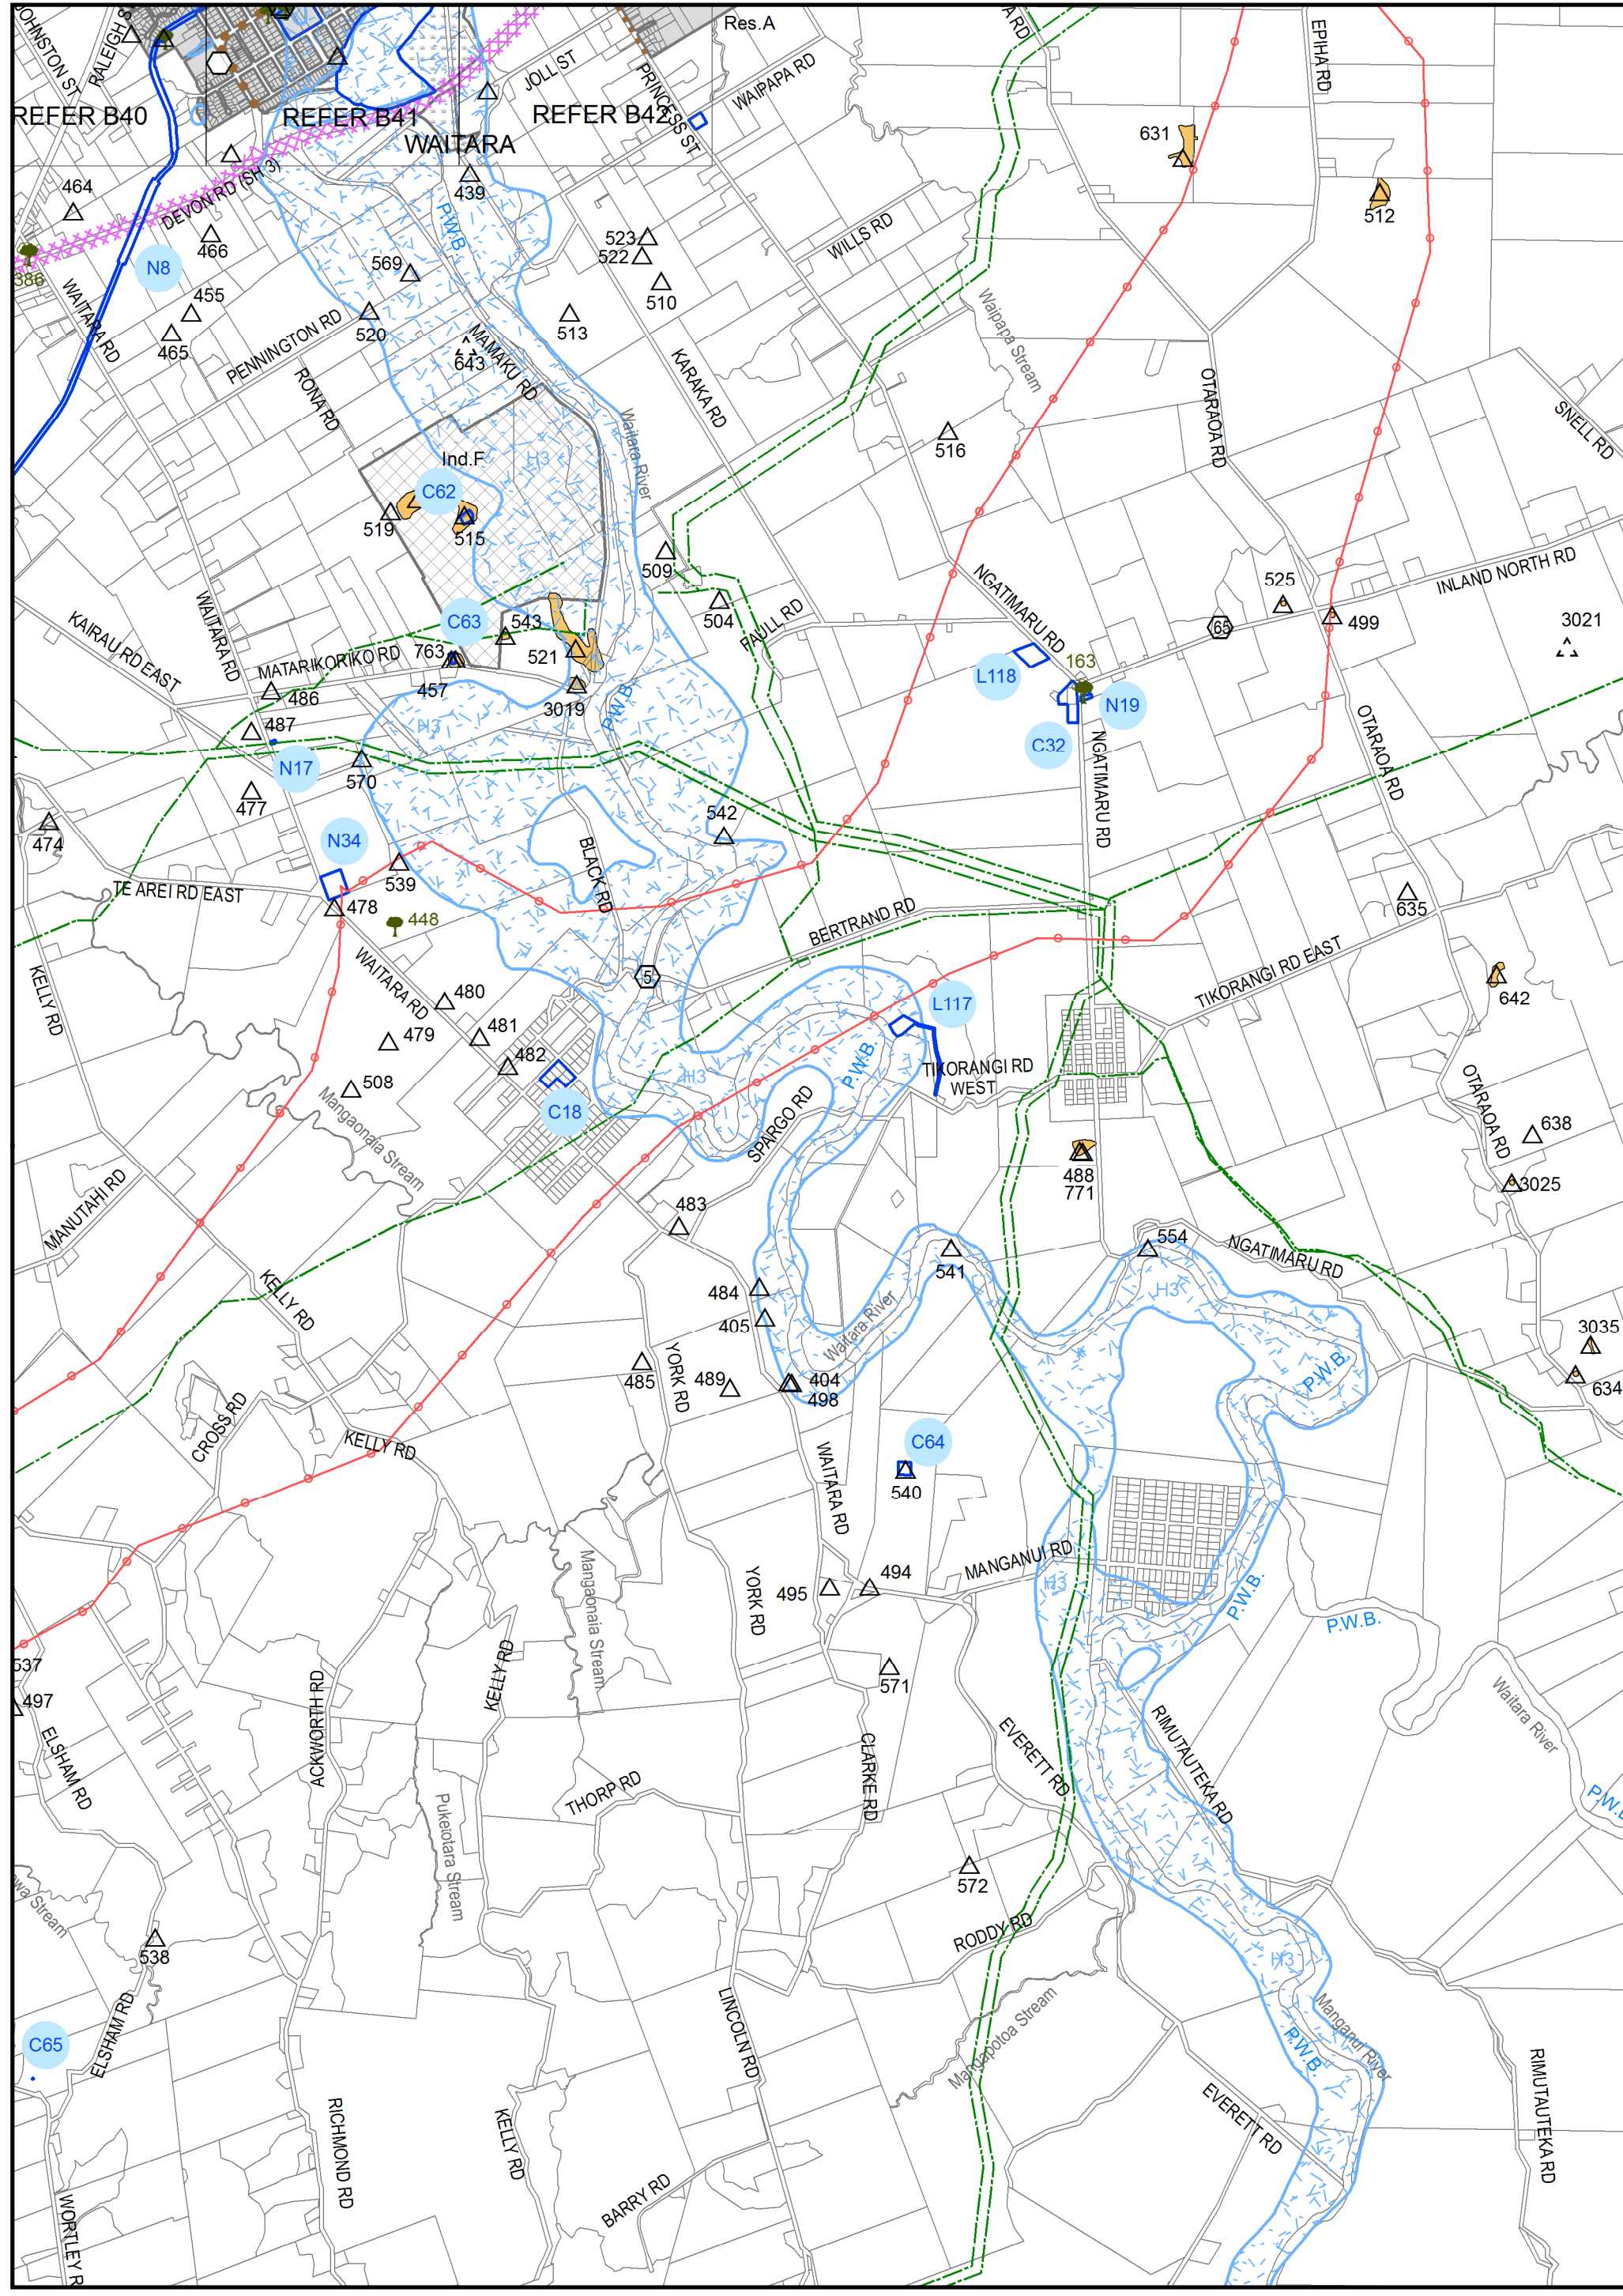 Res.A
JOHNSTON ST
RALEIGH S
JOLL ST
PRINCESS ST
WAIPAPA RD
A RD
EPIHA RD
REFER B40
REFER B41
REFER B42
WAITARA
631
464
DEVON RD (SH 3)
439
512
P.W.B.
466
N8
523
522
WILLS RD
386
569
510
WAITARA RD
455
465
PENNINGTON RD
520
513
Waipapa Stream
643
MAMAKU RD
KARAKA RD
RONA RD
OTARAOA RD
SNELL RD
Waitara River
516
Ind.F
H3
C62
519
515
509
NGATIMARU RD
525
INLAND NORTH RD
WAITARA RD
KAIRAU RD EAST
C63
543
504
FAULL RD
65
499
3021
MATARIKORIKO RD
763
521
L118
163
457
486
3019
P.W.B.
N19
487
H3
C32
NGATIMARU RD
OTARAOA RD
N17
570
477
542
474
N34
BLACK RD
539
TE AREI RD EAST
478
448
BERTRAND RD
635
WAITARA RD
TIKORANGI RD EAST
KELLY RD
5
642
480
L117
481
479
482
P.W.B.
TIKORANGI RD
WEST
H3
508
C18
OTARAOA RD
638
SPARGO RD
Mangaonaia Stream
488
771
3025
MANUTAHI RD
483
554
541
NGATIMARU RD
KELLY RD
484
H3
405
Waitara River
3035
485
YORK RD
489
404
498
P.W.B.
634
CROSS RD
KELLY RD
C64
WAITARA RD
540
Mangaonaia Stream
MANGANUI RD
495
494
H3
YORK RD
P.W.B.
P.W.B.
537
KELLY RD
571
497
ACKWORTH RD
Waitara River
ELSHAM RD
CLARKE RD
EVERETT RD
RIMUTAUTEKA RD
THORP RD
Pukeiotara Stream
P.W.
572
owa Stream
538
RODDY RD
H3
C65
ELSHAM RD
LINCOLN RD
Mangapotoa Stream
Manganui River
P.W.B.
RICHMOND RD
KELLY RD
EVERETT RD
RIMUTAUTEKA RD
BARRY RD
WORTLEY R